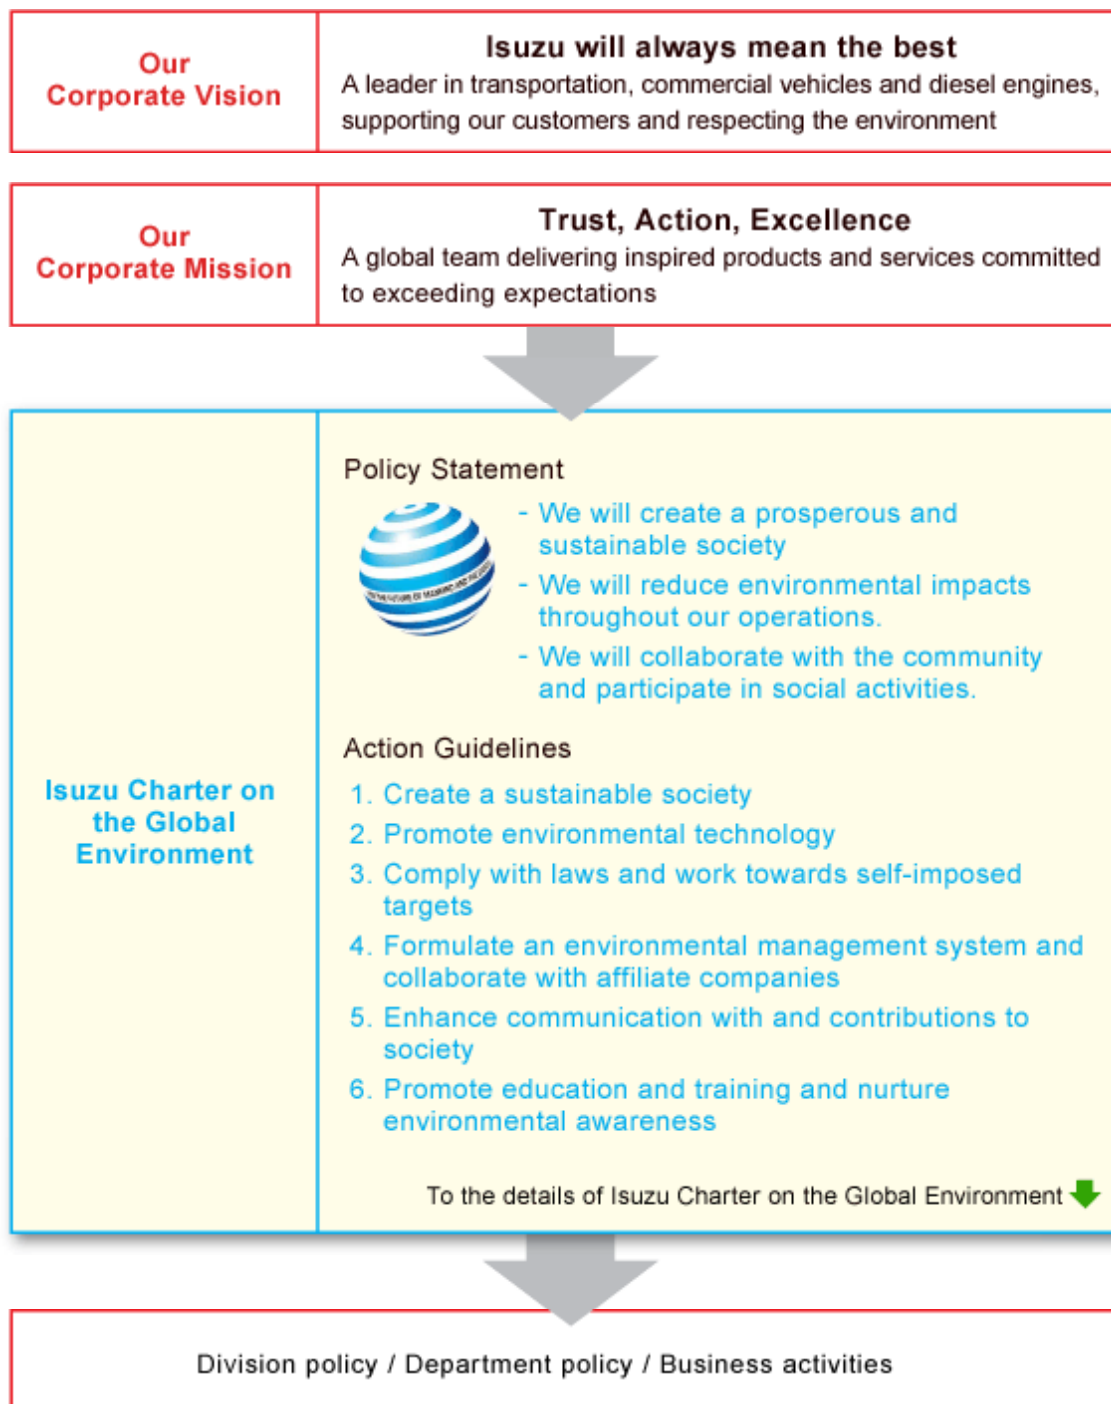 Our
Corporate Vision
Isuzu will always mean the best
A leader in transportation, commercial vehicles and diesel engines,
supporting our customers and respecting the environment
Our
Corporate Mission
Trust, Action, Excellence
A global team delivering inspired products and services committed
to exceeding expectations
Isuzu Charter on
the Global
Environment
Policy Statement
THE FUTURE OF MANKIND AND THE
- We will create a prosperous and
sustainable society
- We will reduce environmental impacts
throughout our operations.
- We will collaborate with the community
and participate in social activities.
Action Guidelines
1. Create a sustainable society
2. Promote environmental technology
3. Comply with laws and work towards self-imposed
targets
4. Formulate an environmental management system and
collaborate with affiliate companies
5. Enhance communication with and contributions to
society
6. Promote education and training and nurture
environmental awareness
To the details of Isuzu Charter on the Global Environment
Division policy / Department policy / Business activities